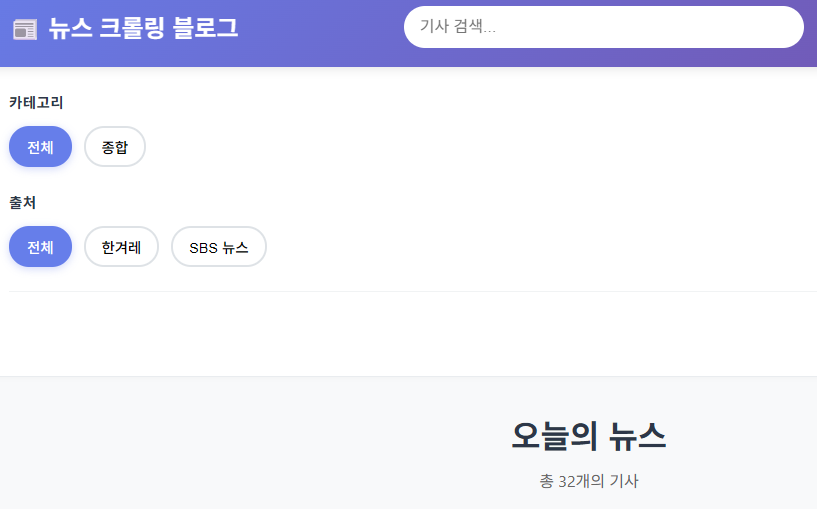 뉴스 크롤링 블로그
기사 검색...
카테고리
전체 종합
출처
전체 한겨레 SBS 뉴스
오늘의 뉴스
총 32개의 기사